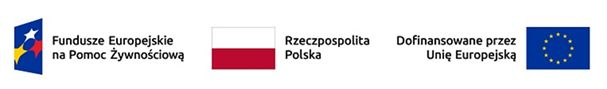 Fundusze Europejskie
na Pomoc Żywnościową
Rzeczpospolita
Polska
Dofinansowane przez
Unię Europejską